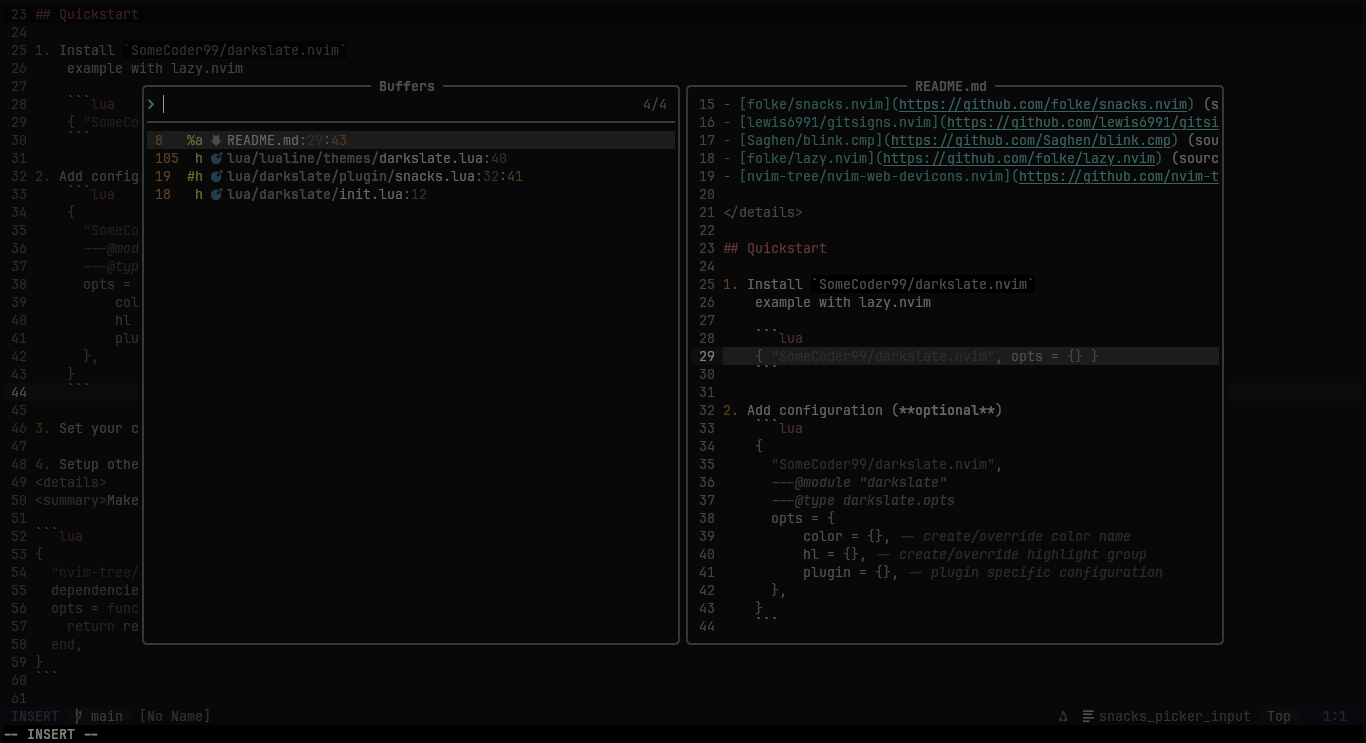 23 ## Quickstart
24
25 1. Install `SomeCoder99/darkslate.nvim`
26 example with lazy.nvim
27
28 ```lua
29 { "SomeCo
30 ```
31
32 2. Add config
33 ```lua
34 {
35 "SomeCo
36 ---@mod
37 ---@typ
38 opts =
39 col
40 hl
41 plu
42 },
43 }
44 ```
45
46 3. Set your c
47
48 4. Setup othe
49 <details>
50 <summary>Make
51
52 ```lua
53 {
54 "nvim-tree/
55 dependencie
56 opts = func
57 return re
58 end,
59 }
60 ```
61
Buffers
> 4/4
8 %a README.md:29:43
105 h lua/lualine/themes/darkslate.lua:40
19 #h lua/darkslate/plugin/snacks.lua:32:41
18 h lua/darkslate/init.lua:12
README.md
15 - [folke/snacks.nvim](https://github.com/folke/snacks.nvim) (s
16 - [lewis6991/gitsigns.nvim](https://github.com/lewis6991/gitsi
17 - [Saghen/blink.cmp](https://github.com/Saghen/blink.cmp) (sou
18 - [folke/lazy.nvim](https://github.com/folke/lazy.nvim) (sourc
19 - [nvim-tree/nvim-web-devicons.nvim](https://github.com/nvim-t
20
21 </details>
22
23 ## Quickstart
24
25 1. Install `SomeCoder99/darkslate.nvim`
26 example with lazy.nvim
27
28 ```lua
29 { "SomeCoder99/darkslate.nvim", opts = {} }
30 ```
31
32 2. Add configuration (**optional**)
33 ```lua
34 {
35 "SomeCoder99/darkslate.nvim",
36 ---@module "darkslate"
37 ---@type darkslate.opts
38 opts = {
39 color = {}, -- create/override color name
40 hl = {}, -- create/override highlight group
41 plugin = {}, -- plugin specific configuration
42 },
43 }
44 ```
INSERT main [No Name] snacks_picker_input Top 1:1
-- INSERT --